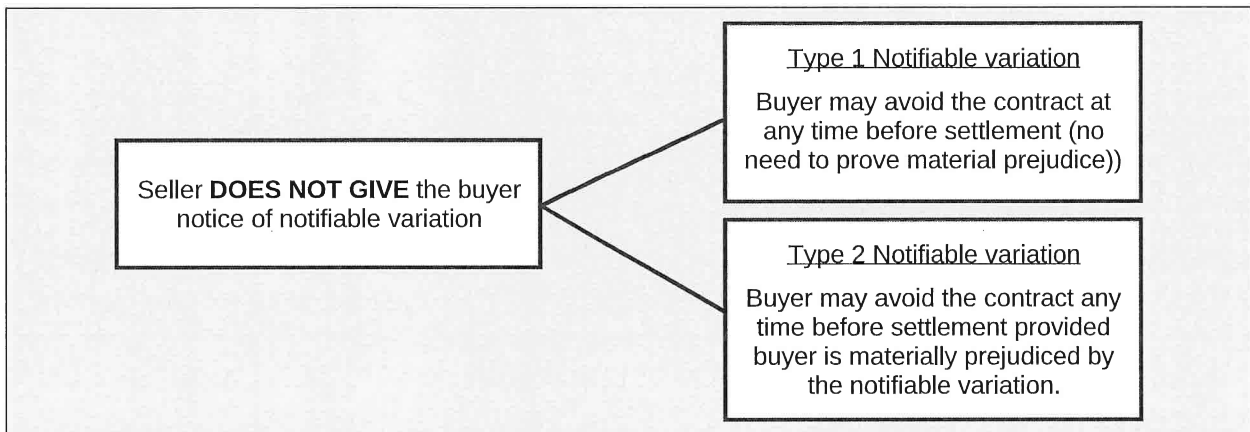 Seller DOES NOT GIVE the buyer
notice of notifiable variation
Type 1 Notifiable variation
Buyer may avoid the contract at
any time before settlement (no
need to prove material prejudice))
Type 2 Notifiable variation
Buyer may avoid the contract any
time before settlement provided
buyer is materially prejudiced by
the notifiable variation.